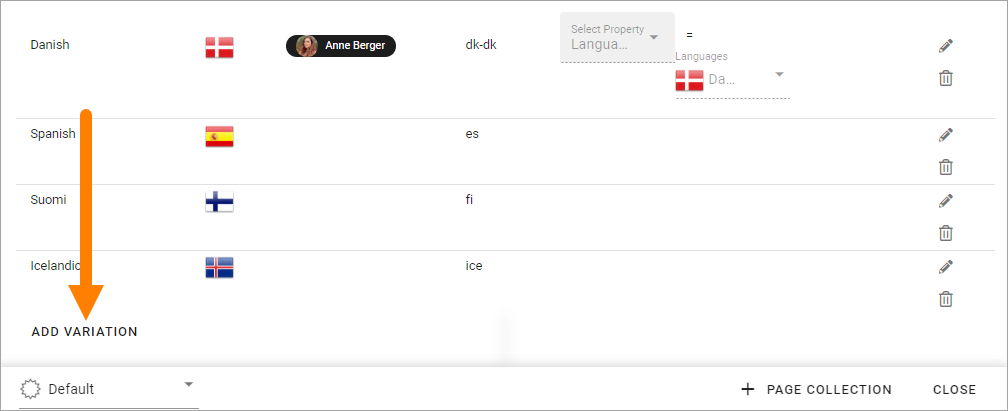 Danish
Anne Berger
dk-dk
Select Property
Langua...
=
Languages
Da...
Spanish
es
Suomi
fi
Icelandic
ice
ADD VARIATION
Default
+ PAGE COLLECTION
CLOSE